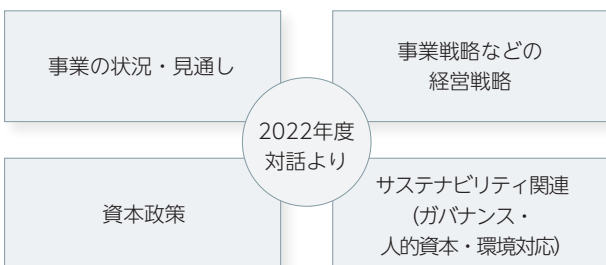 事業の状況・見通し
事業戦略などの
経営戦略
2022年度
対話より
資本政策
サステナビリティ関連
(ガバナンス・
人的資本・環境対応)